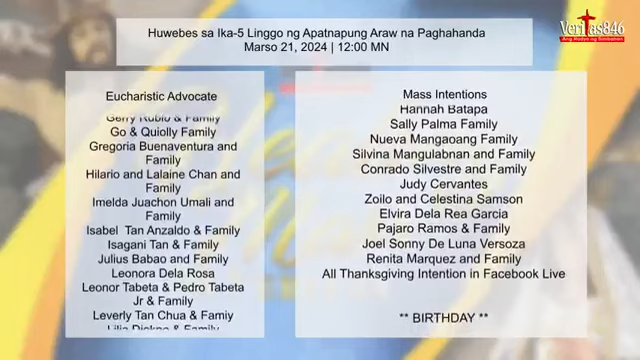 Huwebes sa Ika-5 Linggo ng Apatnapung Araw na Paghahanda
Marso 21, 2024 | 12:00 MN
Veritas846
Ang Radyo ng Simbahan
Eucharistic Advocate
Gerry Rubio & Family
Go & Quiolly Family
Gregoria Buenaventura and
Family
Hilario and Lalaine Chan and
Family
Imelda Juachon Umali and
Family
Isabel Tan Anzaldo & Family
Isagani Tan & Family
Julius Babao and Family
Leonora Dela Rosa
Leonor Tabeta & Pedro Tabeta
Jr & Family
Leverly Tan Chua & Famiy
Mass Intentions
Hannah Batapa
Sally Palma Family
Nueva Mangaoang Family
Silvina Mangulabnan and Family
Conrado Silvestre and Family
Judy Cervantes
Zoilo and Celestina Samson
Elvira Dela Rea Garcia
Pajaro Ramos & Family
Joel Sonny De Luna Versoza
Renita Marquez and Family
All Thanksgiving Intention in Facebook Live
** BIRTHDAY **